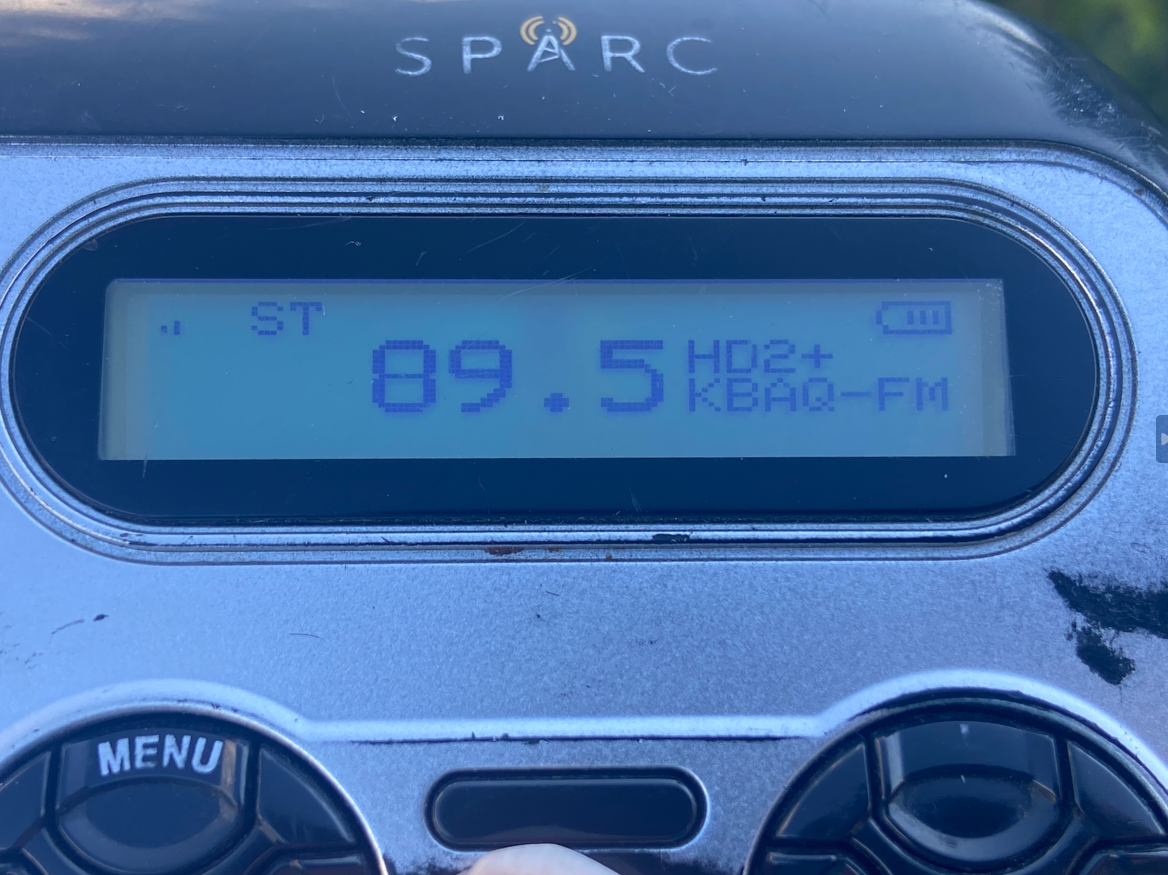 SPARC
ST
89.5 HD2+
KBAQ-FM
MENU